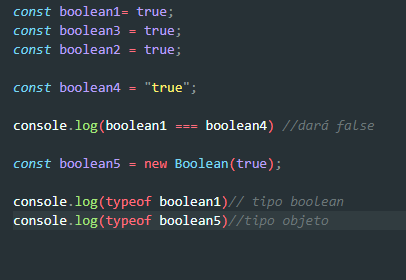 const boolean1= true;
const boolean3 = true;
const boolean2 = true;
const boolean4 = "true";
console.log(boolean1 === boolean4) //dará false
const boolean5 = new Boolean(true);
console.log(typeof boolean1)// tipo boolean
console.log(typeof boolean5)//tipo objeto